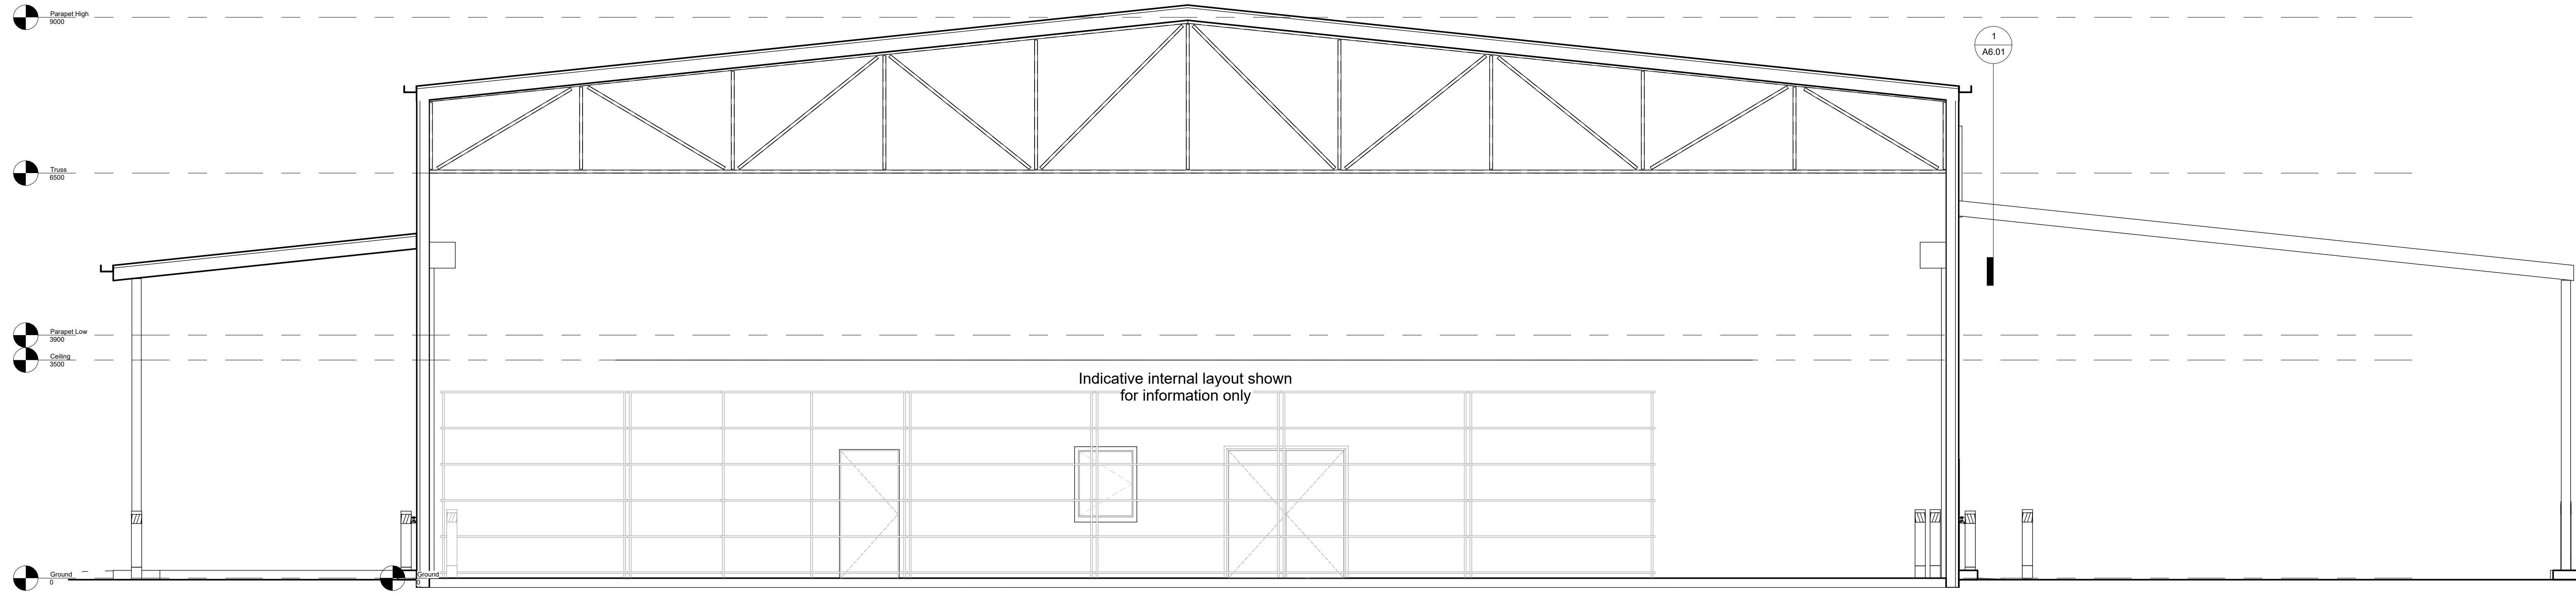 Parapet High
9000
1
A6.01
Truss
6500
Parapet Low
3900
Ceiling
3500
Indicative internal layout shown
for information only
Ground
0
Ground
0